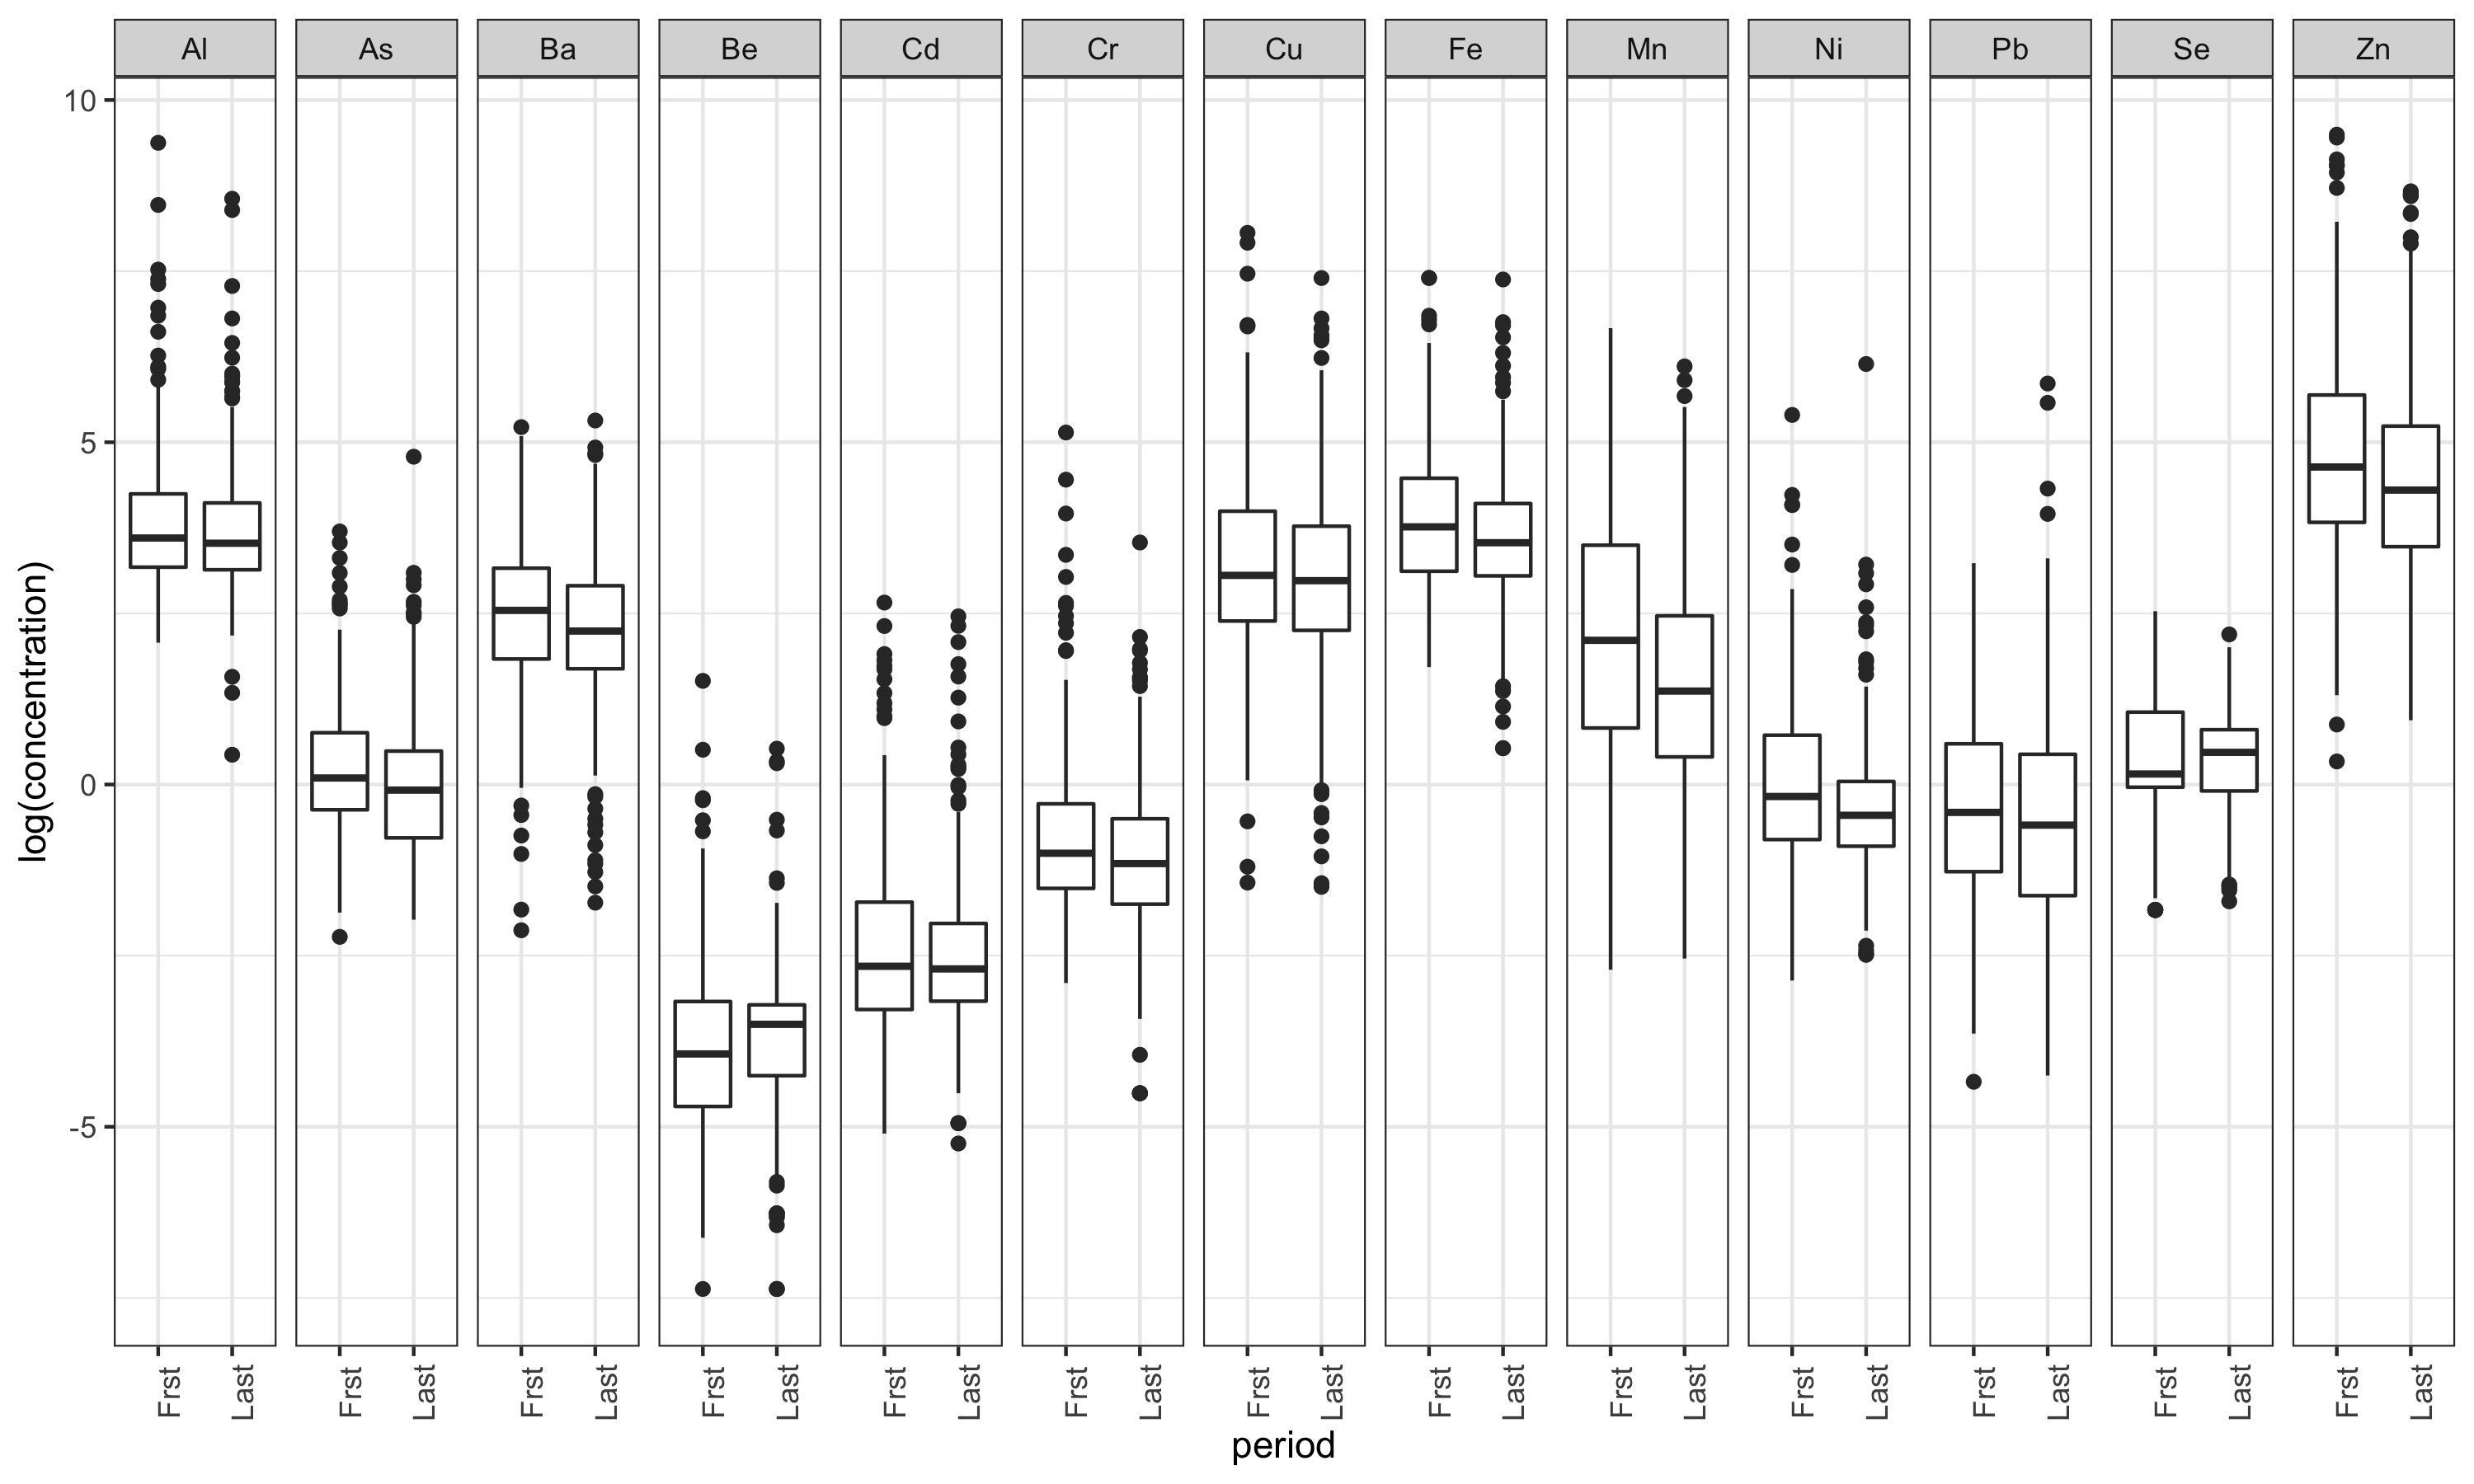 Al As Ba Be Cd Cr Cu Fe Mn Ni Pb Se Zn
10
5
0
-5
log(concentration)
Frst Last Frst Last Frst Last Frst Last Frst Last Frst Last Frst Last Frst Last Frst Last Frst Last Frst Last Frst Last Frst Last
period